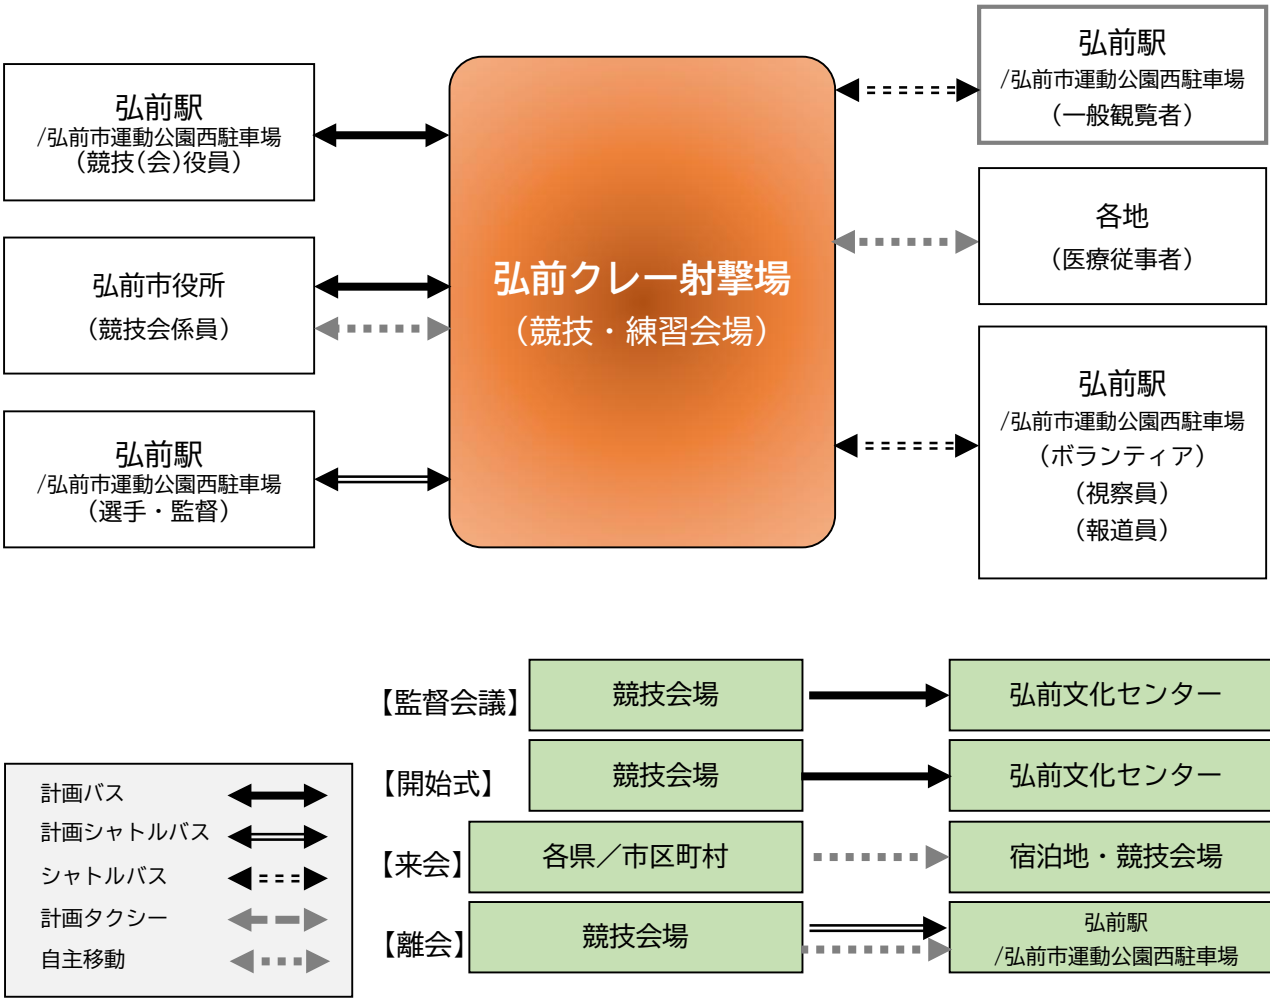 弘前駅
/弘前市運動公園西駐車場
（競技(会)役員）
弘前市役所
（競技会係員）
弘前駅
/弘前市運動公園西駐車場
（選手・監督）
弘前クレー射撃場
（競技・練習会場）
弘前駅
/弘前市運動公園西駐車場
（一般観覧者）
各地
（医療従事者）
弘前駅
/弘前市運動公園西駐車場
（ボランティア）
（視察員）
（報道員）
【監督会議】 競技会場 弘前文化センター
【開始式】 競技会場 弘前文化センター
【来会】 各県／市区町村 宿泊地・競技会場
【離会】 競技会場 弘前駅
/弘前市運動公園西駐車場
計画バス
計画シャトルバス
シャトルバス
計画タクシー
自主移動